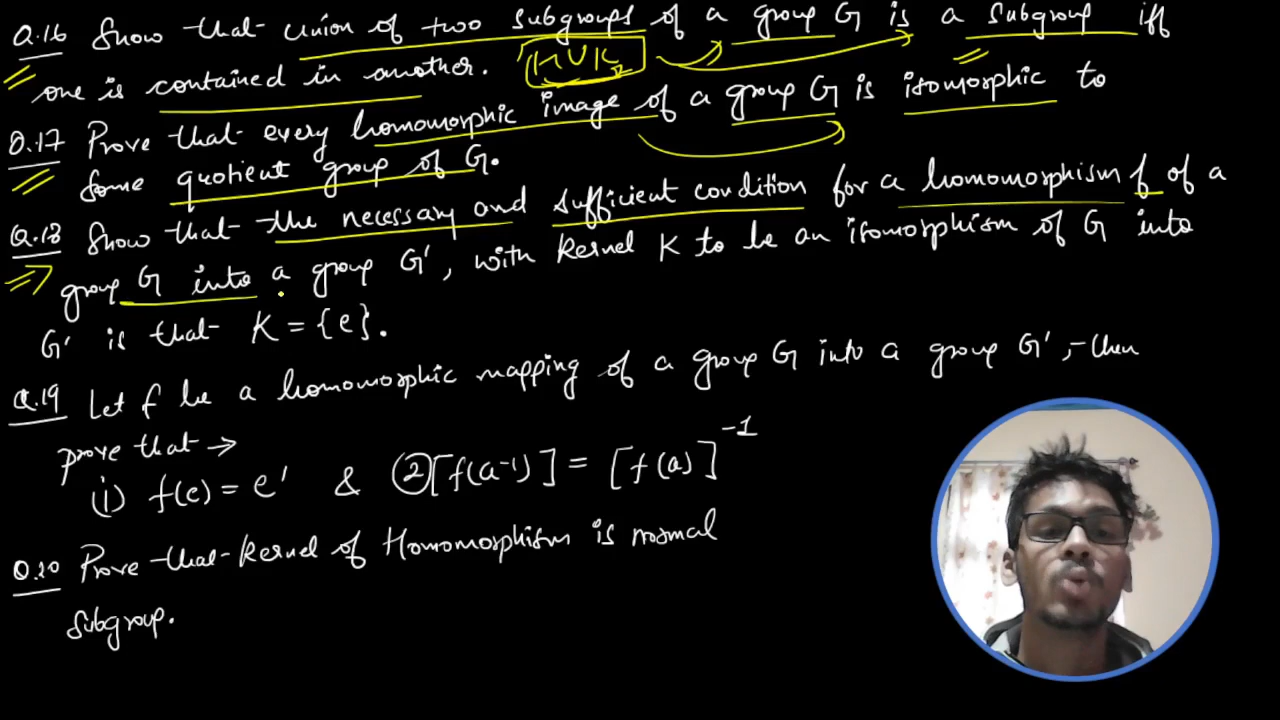 Q.16 Show that union of two subgroups of a group G is a subgroup iff
one is contained in another. H∪K
Q.17 Prove that every homomorphic image of a group G is isomorphic to
some quotient group of G.
Q.18 Show that the necessary and sufficient condition for a homomorphism f of a
group G into a group G', with kernel K to be an isomorphism of G into
G' is that K = {e}.
Q.19 Let f be a homomorphic mapping of a group G into a group G', then
prove that →
(i) f(e) = e' & ② [f(a-1)] = [f(a)]^-1
Q.20 Prove that kernel of Homomorphism is normal
Subgroup.